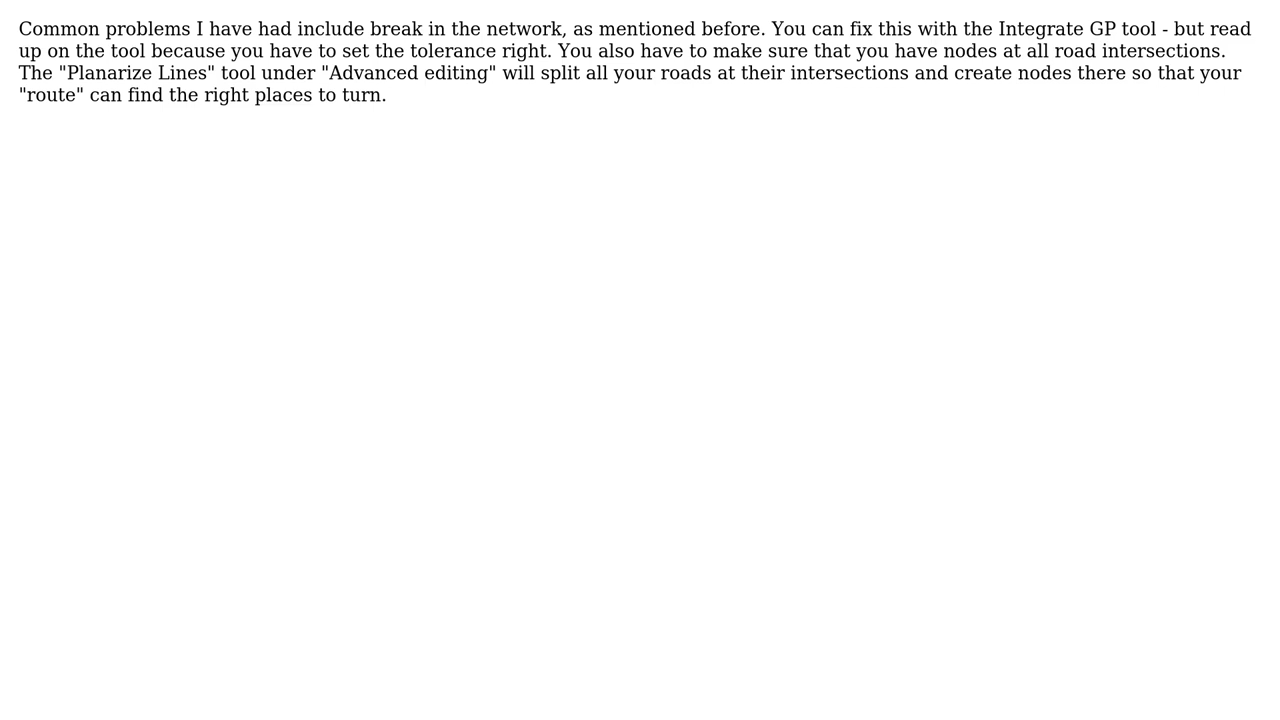 Common problems I have had include break in the network, as mentioned before. You can fix this with the Integrate GP tool - but read
up on the tool because you have to set the tolerance right. You also have to make sure that you have nodes at all road intersections.
The "Planarize Lines" tool under "Advanced editing" will split all your roads at their intersections and create nodes there so that your
"route" can find the right places to turn.